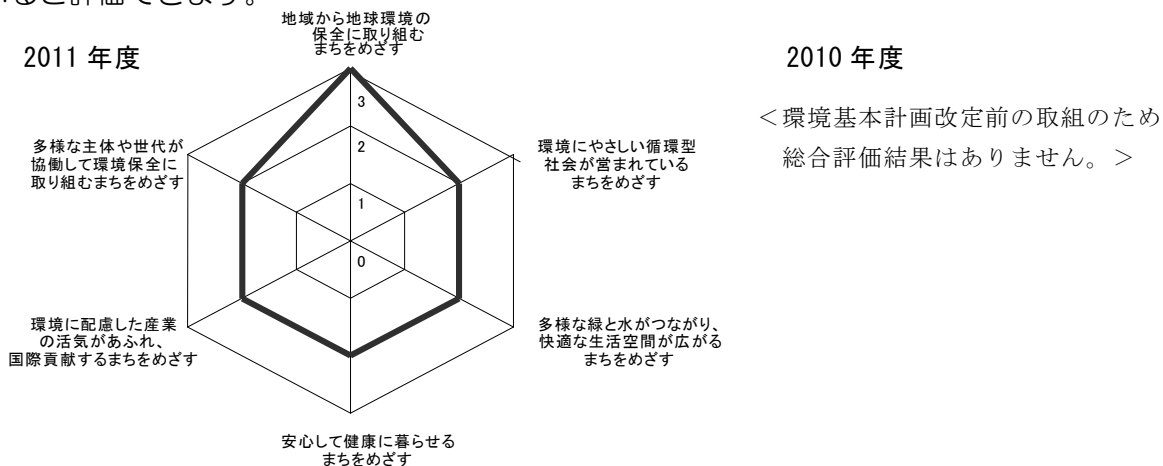 いると評価できます。
2011 年度
2010 年度
地域から地球環境の
保全に取り組む
まちをめざす
＜環境基本計画改定前の取組のため
総合評価結果はありません。＞
多様な主体や世代が
協働して環境保全に
取り組むまちをめざす
3
2
1
0
環境にやさしい循環型
社会が営まれている
まちをめざす
環境に配慮した産業
の活気があふれ、
国際貢献するまちをめざす
多様な緑と水がつながり、
快適な生活空間が広がる
まちをめざす
安心して健康に暮らせる
まちをめざす